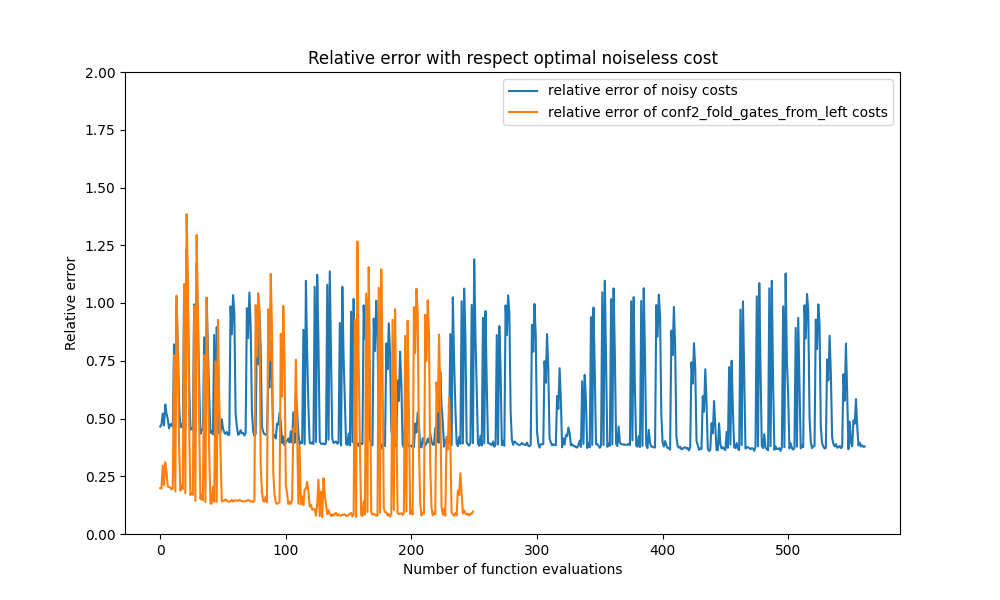 Relative error with respect optimal noiseless cost
relative error of noisy costs
relative error of conf2_fold_gates_from_left costs
Relative error
2.00
1.75
1.50
1.25
1.00
0.75
0.50
0.25
0.00
0 100 200 300 400 500
Number of function evaluations